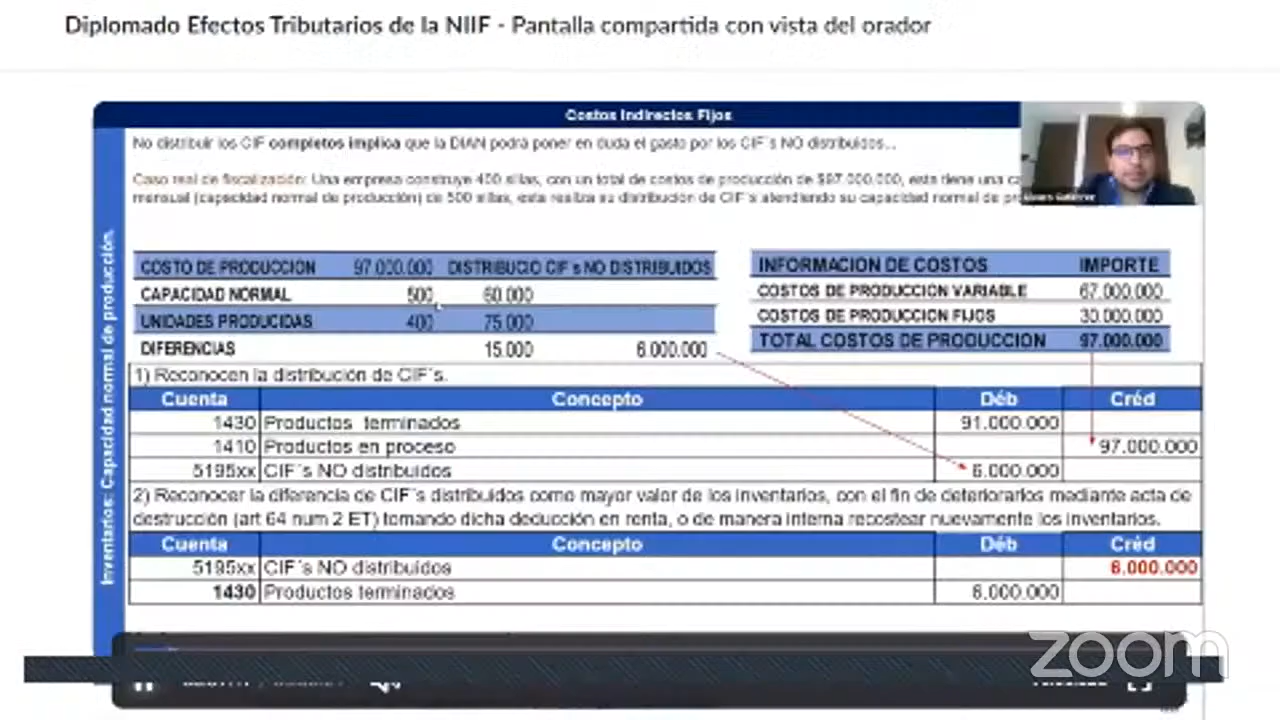 Diplomado Efectos Tributarios de la NIIF - Pantalla compartida con vista del orador
Costos Indirectos Fijos
No distribuir los CIF completos implica que la DIAN podrá poner en duda el gasto por los CIF´s NO distribuidos...
Caso real de fiscalización: Una empresa construye 400 sillas, con un total de costos de producción de $97.000.000, esta tiene una
mensual (capacidad normal de producción) de 500 sillas, esta realiza su distribución de CIF´s atendiendo su capacidad normal de
Inventarios: Capacidad normal de producción.
COSTO DE PRODUCCION 97.000.000 DISTRIBUCIO CIF´s NO DISTRIBUIDOS
CAPACIDAD NORMAL 500 60.000
UNIDADES PRODUCIDAS 400 75.000
DIFERENCIAS 15.000 6.000.000
INFORMACION DE COSTOS IMPORTE
COSTOS DE PRODUCCION VARIABLE 67.000.000
COSTOS DE PRODUCCION FIJOS 30.000.000
TOTAL COSTOS DE PRODUCCION 97.000.000
1) Reconocen la distribución de CIF´s.
Cuenta Concepto Déb Créd
1430 Productos terminados 91.000.000
1410 Productos en proceso 97.000.000
5195xx CIF´s NO distribuidos 6.000.000
2) Reconocer la diferencia de CIF´s distribuidos como mayor valor de los inventarios, con el fin de deteriorarlos mediante acta de
destrucción (art 64 num 2 ET) tomando dicha deducción en renta, o de manera interna recostear nuevamente los inventarios.
Cuenta Concepto Déb Créd
5195xx CIF´s NO distribuidos 6.000.000
1430 Productos terminados 6.000.000
zoom